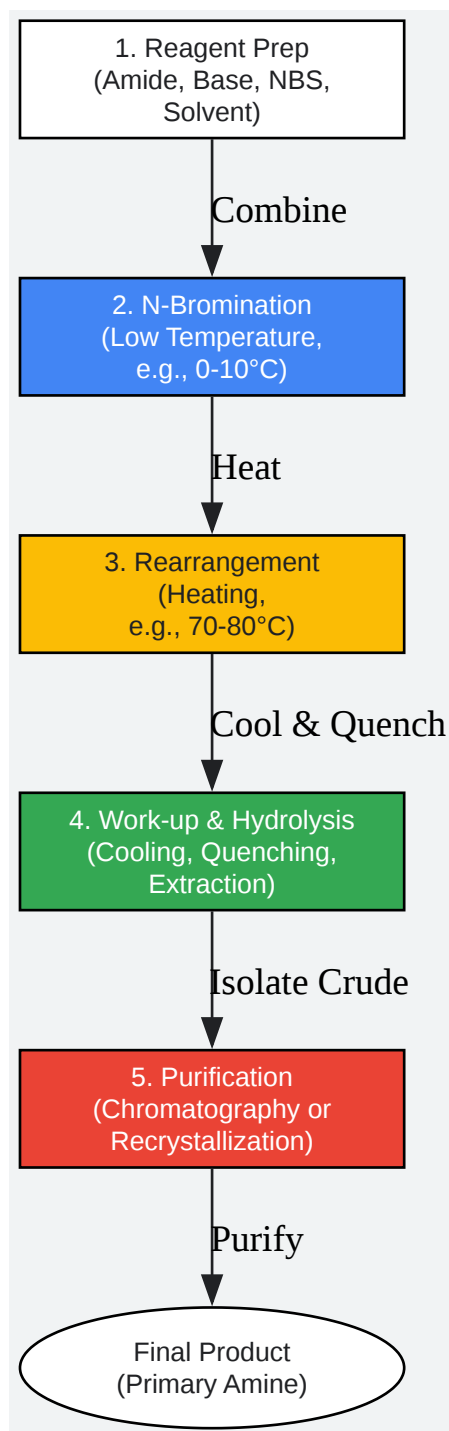 1. Reagent Prep
(Amide, Base, NBS,
Solvent)
Combine
2. N-Bromination
(Low Temperature,
e.g., 0-10°C)
Heat
3. Rearrangement
(Heating,
e.g., 70-80°C)
Cool & Quench
4. Work-up & Hydrolysis
(Cooling, Quenching,
Extraction)
Isolate Crude
5. Purification
(Chromatography or
Recrystallization)
Purify
Final Product
(Primary Amine)